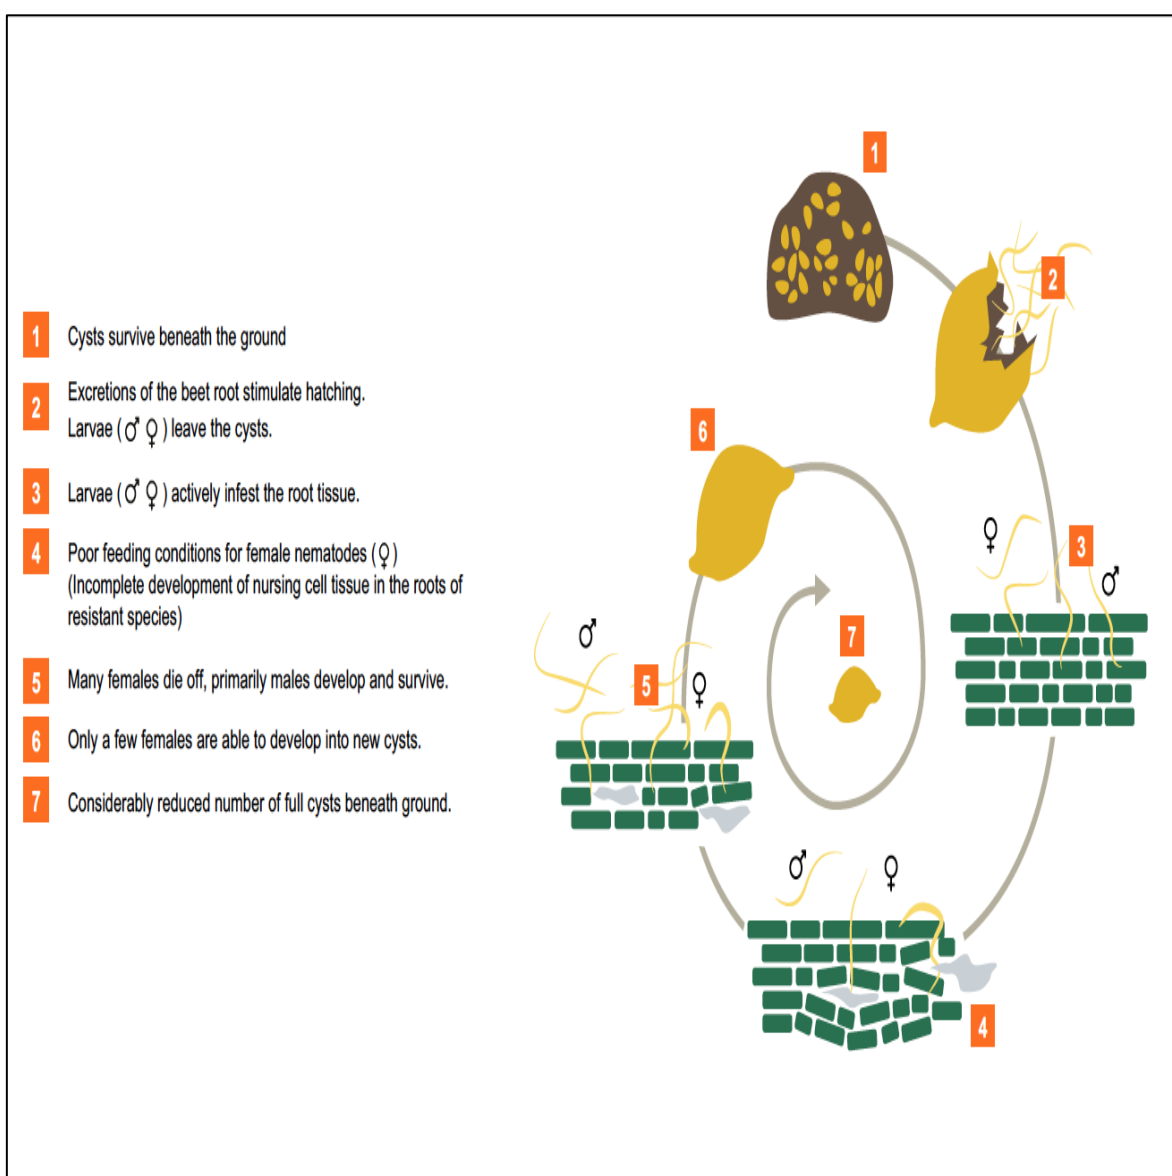 1 Cysts survive beneath the ground
2 Excretions of the beet root stimulate hatching.
Larvae (♂ ♀) leave the cysts.
3 Larvae (♂ ♀) actively infest the root tissue.
4 Poor feeding conditions for female nematodes (♀)
(Incomplete development of nursing cell tissue in the roots of
resistant species)
5 Many females die off, primarily males develop and survive.
6 Only a few females are able to develop into new cysts.
7 Considerably reduced number of full cysts beneath ground.
1
2
6
♀
3
♂
♂
7
5
♀
♂
♀
4